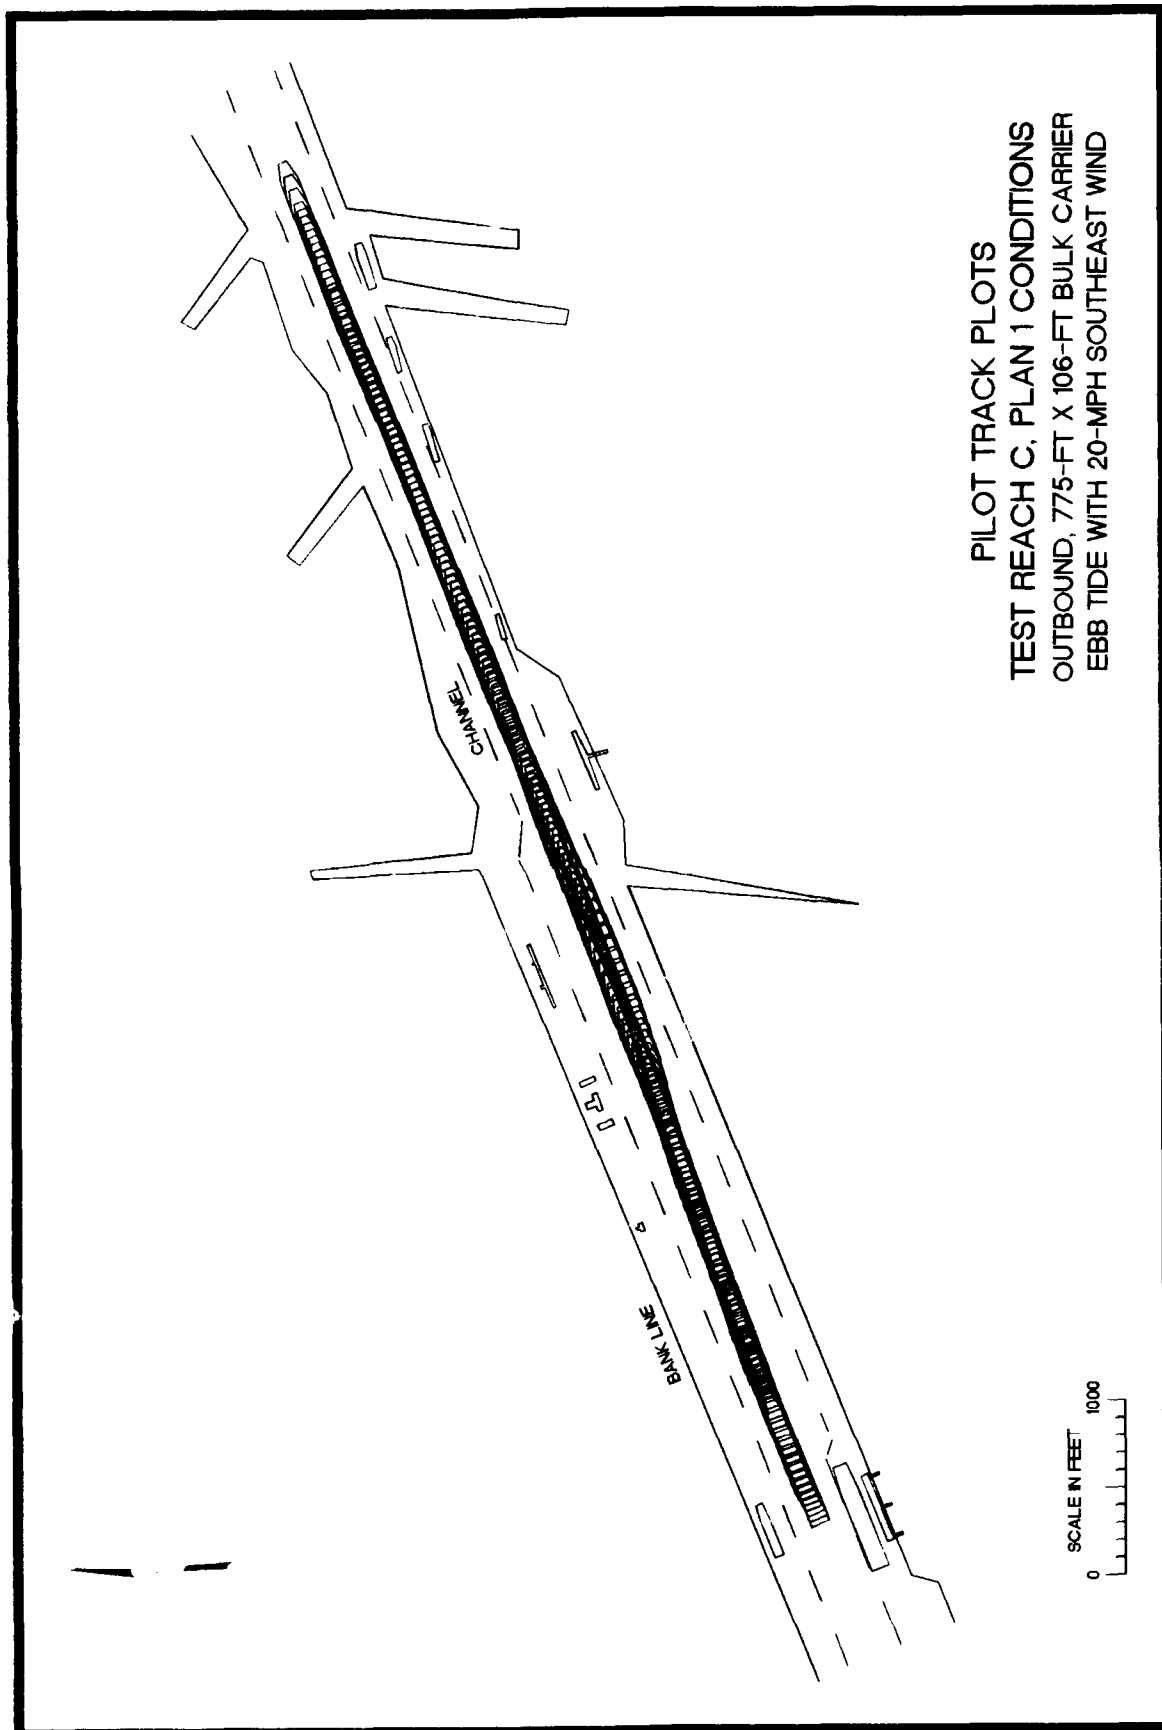 PILOT TRACK PLOTS
TEST REACH C, PLAN 1 CONDITIONS
OUTBOUND, 775-FT X 106-FT BULK CARRIER
EBB TIDE WITH 20-MPH SOUTHEAST WIND
CHANNEL
BANK LINE
SCALE IN FEET
0 1000